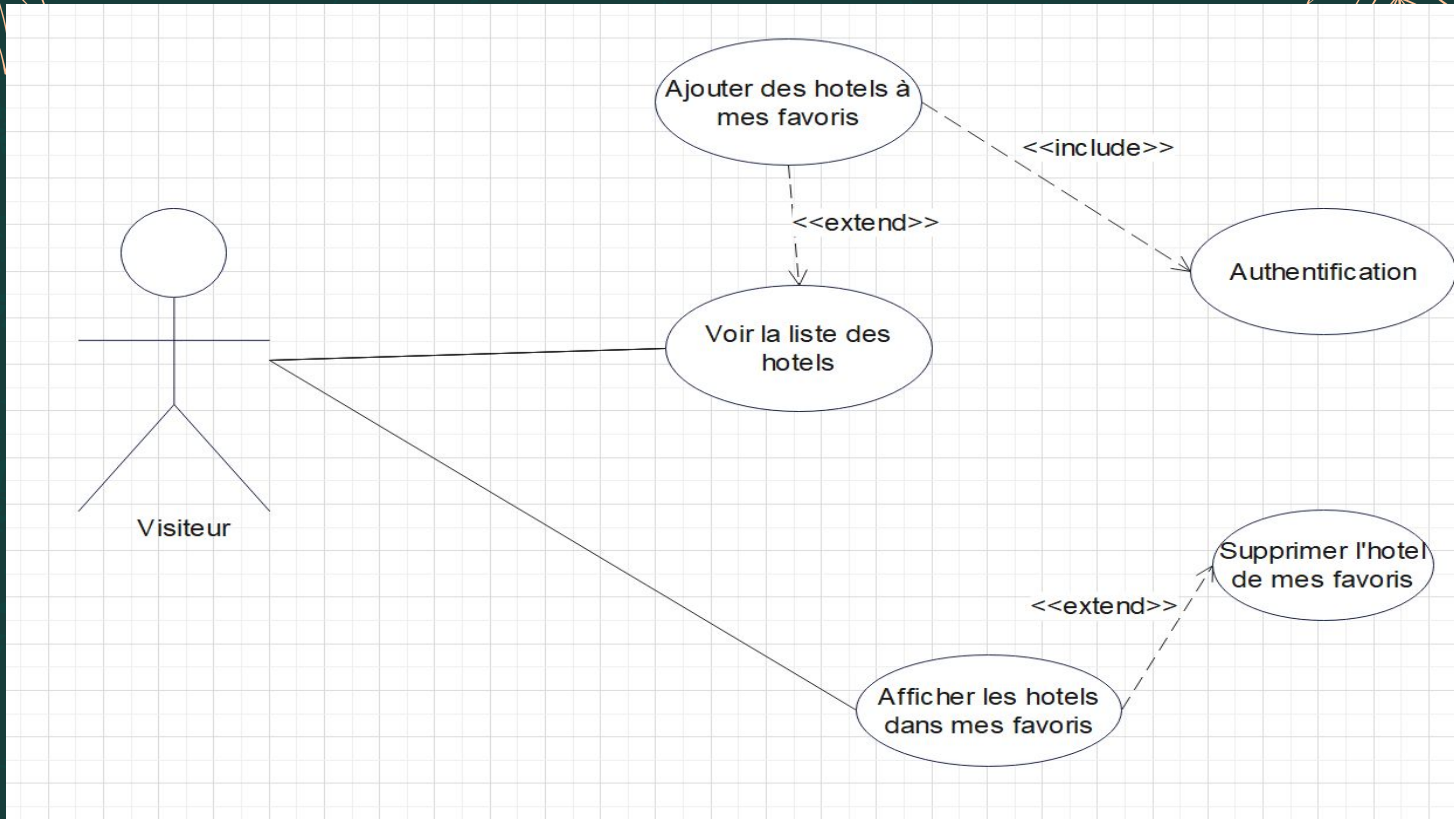 Ajouter des hotels à
mes favoris
<<include>>
<<extend>>
Authentification
Voir la liste des
hotels
Visiteur
Supprimer l'hotel
de mes favoris
<<extend>>
Afficher les hotels
dans mes favoris